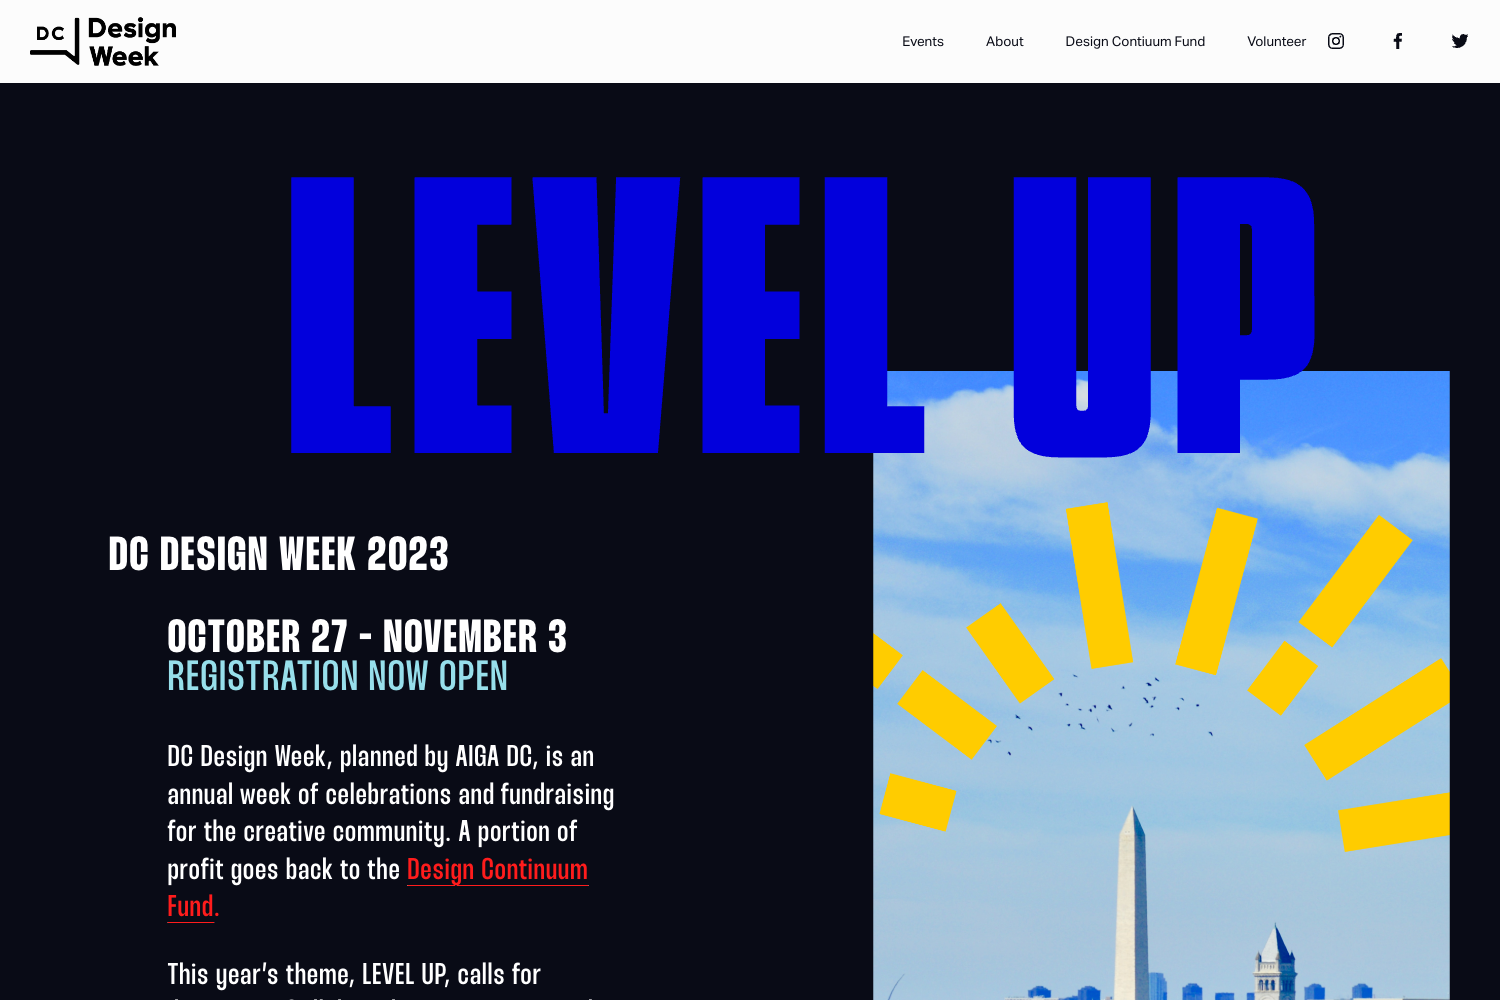 DC Design
Week
Events About Design Contiuum Fund Volunteer
LEVEL UP
DC DESIGN WEEK 2023
OCTOBER 27 - NOVEMBER 3
REGISTRATION NOW OPEN
DC Design Week, planned by AIGA DC, is an
annual week of celebrations and fundraising
for the creative community. A portion of
profit goes back to the Design Continuum
Fund.
This year's theme, LEVEL UP, calls for